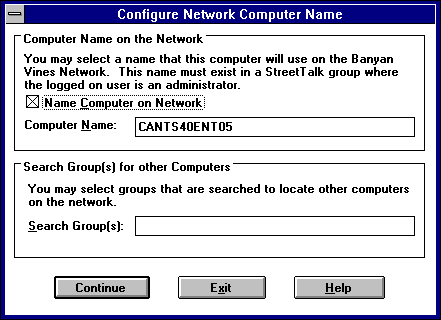 Configure Network Computer Name
Computer Name on the Network
You may select a name that this computer will use on the Banyan
Vines Network. This name must exist in a StreetTalk group where
the logged on user is an administrator.
Name Computer on Network
Computer Name: CANTS40ENT05
Search Group(s) for other Computers
You may select groups that are searched to locate other computers
on the network.
Search Group(s):
Continue Exit Help